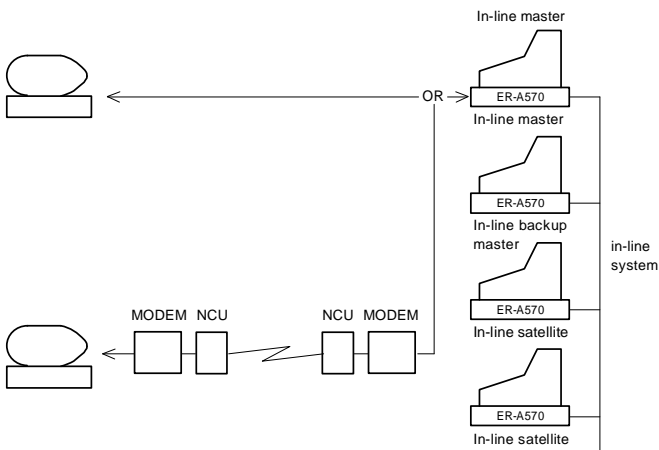 In-line master
OR
ER-A570
In-line master
ER-A570
In-line backup
master
in-line
system
ER-A570
In-line satellite
MODEM NCU
NCU MODEM
ER-A570
In-line satellite